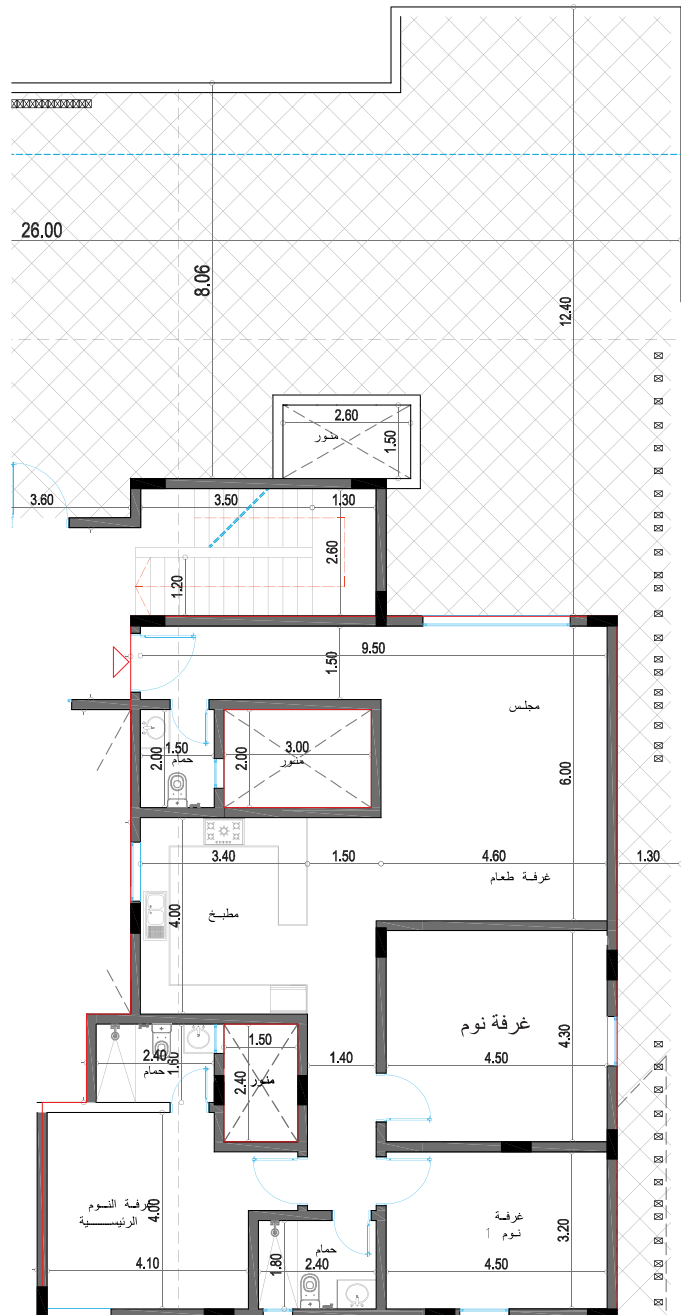 26.00
8.06
12.40
2.60
منور
1.50
3.60
3.50
1.30
2.60
1.20
9.50
1.50
مجلس
2.00
1.50
حمام
2.00
3.00
منور
6.00
3.40
1.50
4.60
1.30
غرفة طعام
4.00
مطبخ
غرفة نوم
4.30
4.50
1.40
2.40
1.60
حمام
1.50
2.40
منور
غرفة النوم
الرئيسية
4.00
4.10
حمام
1.80
2.40
غرفة
نوم 1
3.20
4.50